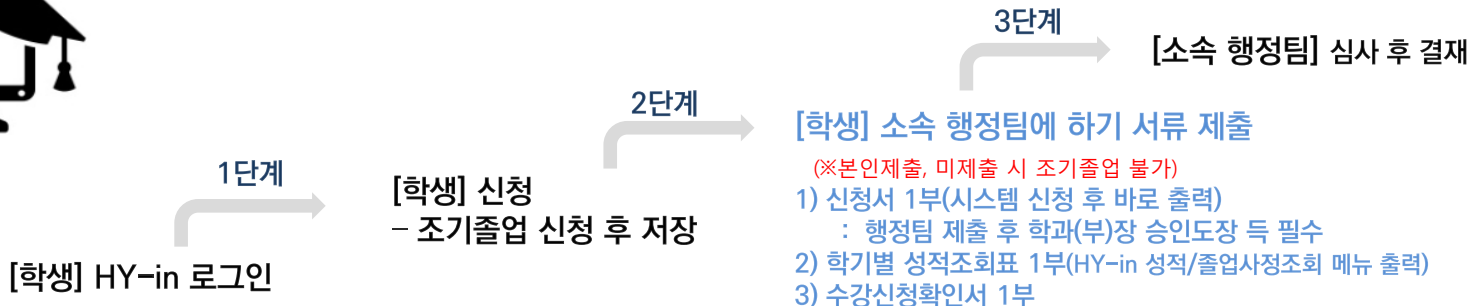 1단계
[학생] HY-in 로그인
2단계
[학생] 신청
- 조기졸업 신청 후 저장
3단계
[학생] 소속 행정팀에 하기 서류 제출
(※본인제출, 미제출 시 조기졸업 불가)
1) 신청서 1부(시스템 신청 후 바로 출력)
: 행정팀 제출 후 학과(부)장 승인도장 득 필수
2) 학기별 성적조회표 1부(HY-in 성적/졸업사정조회 메뉴 출력)
3) 수강신청확인서 1부
[소속 행정팀] 심사 후 결재